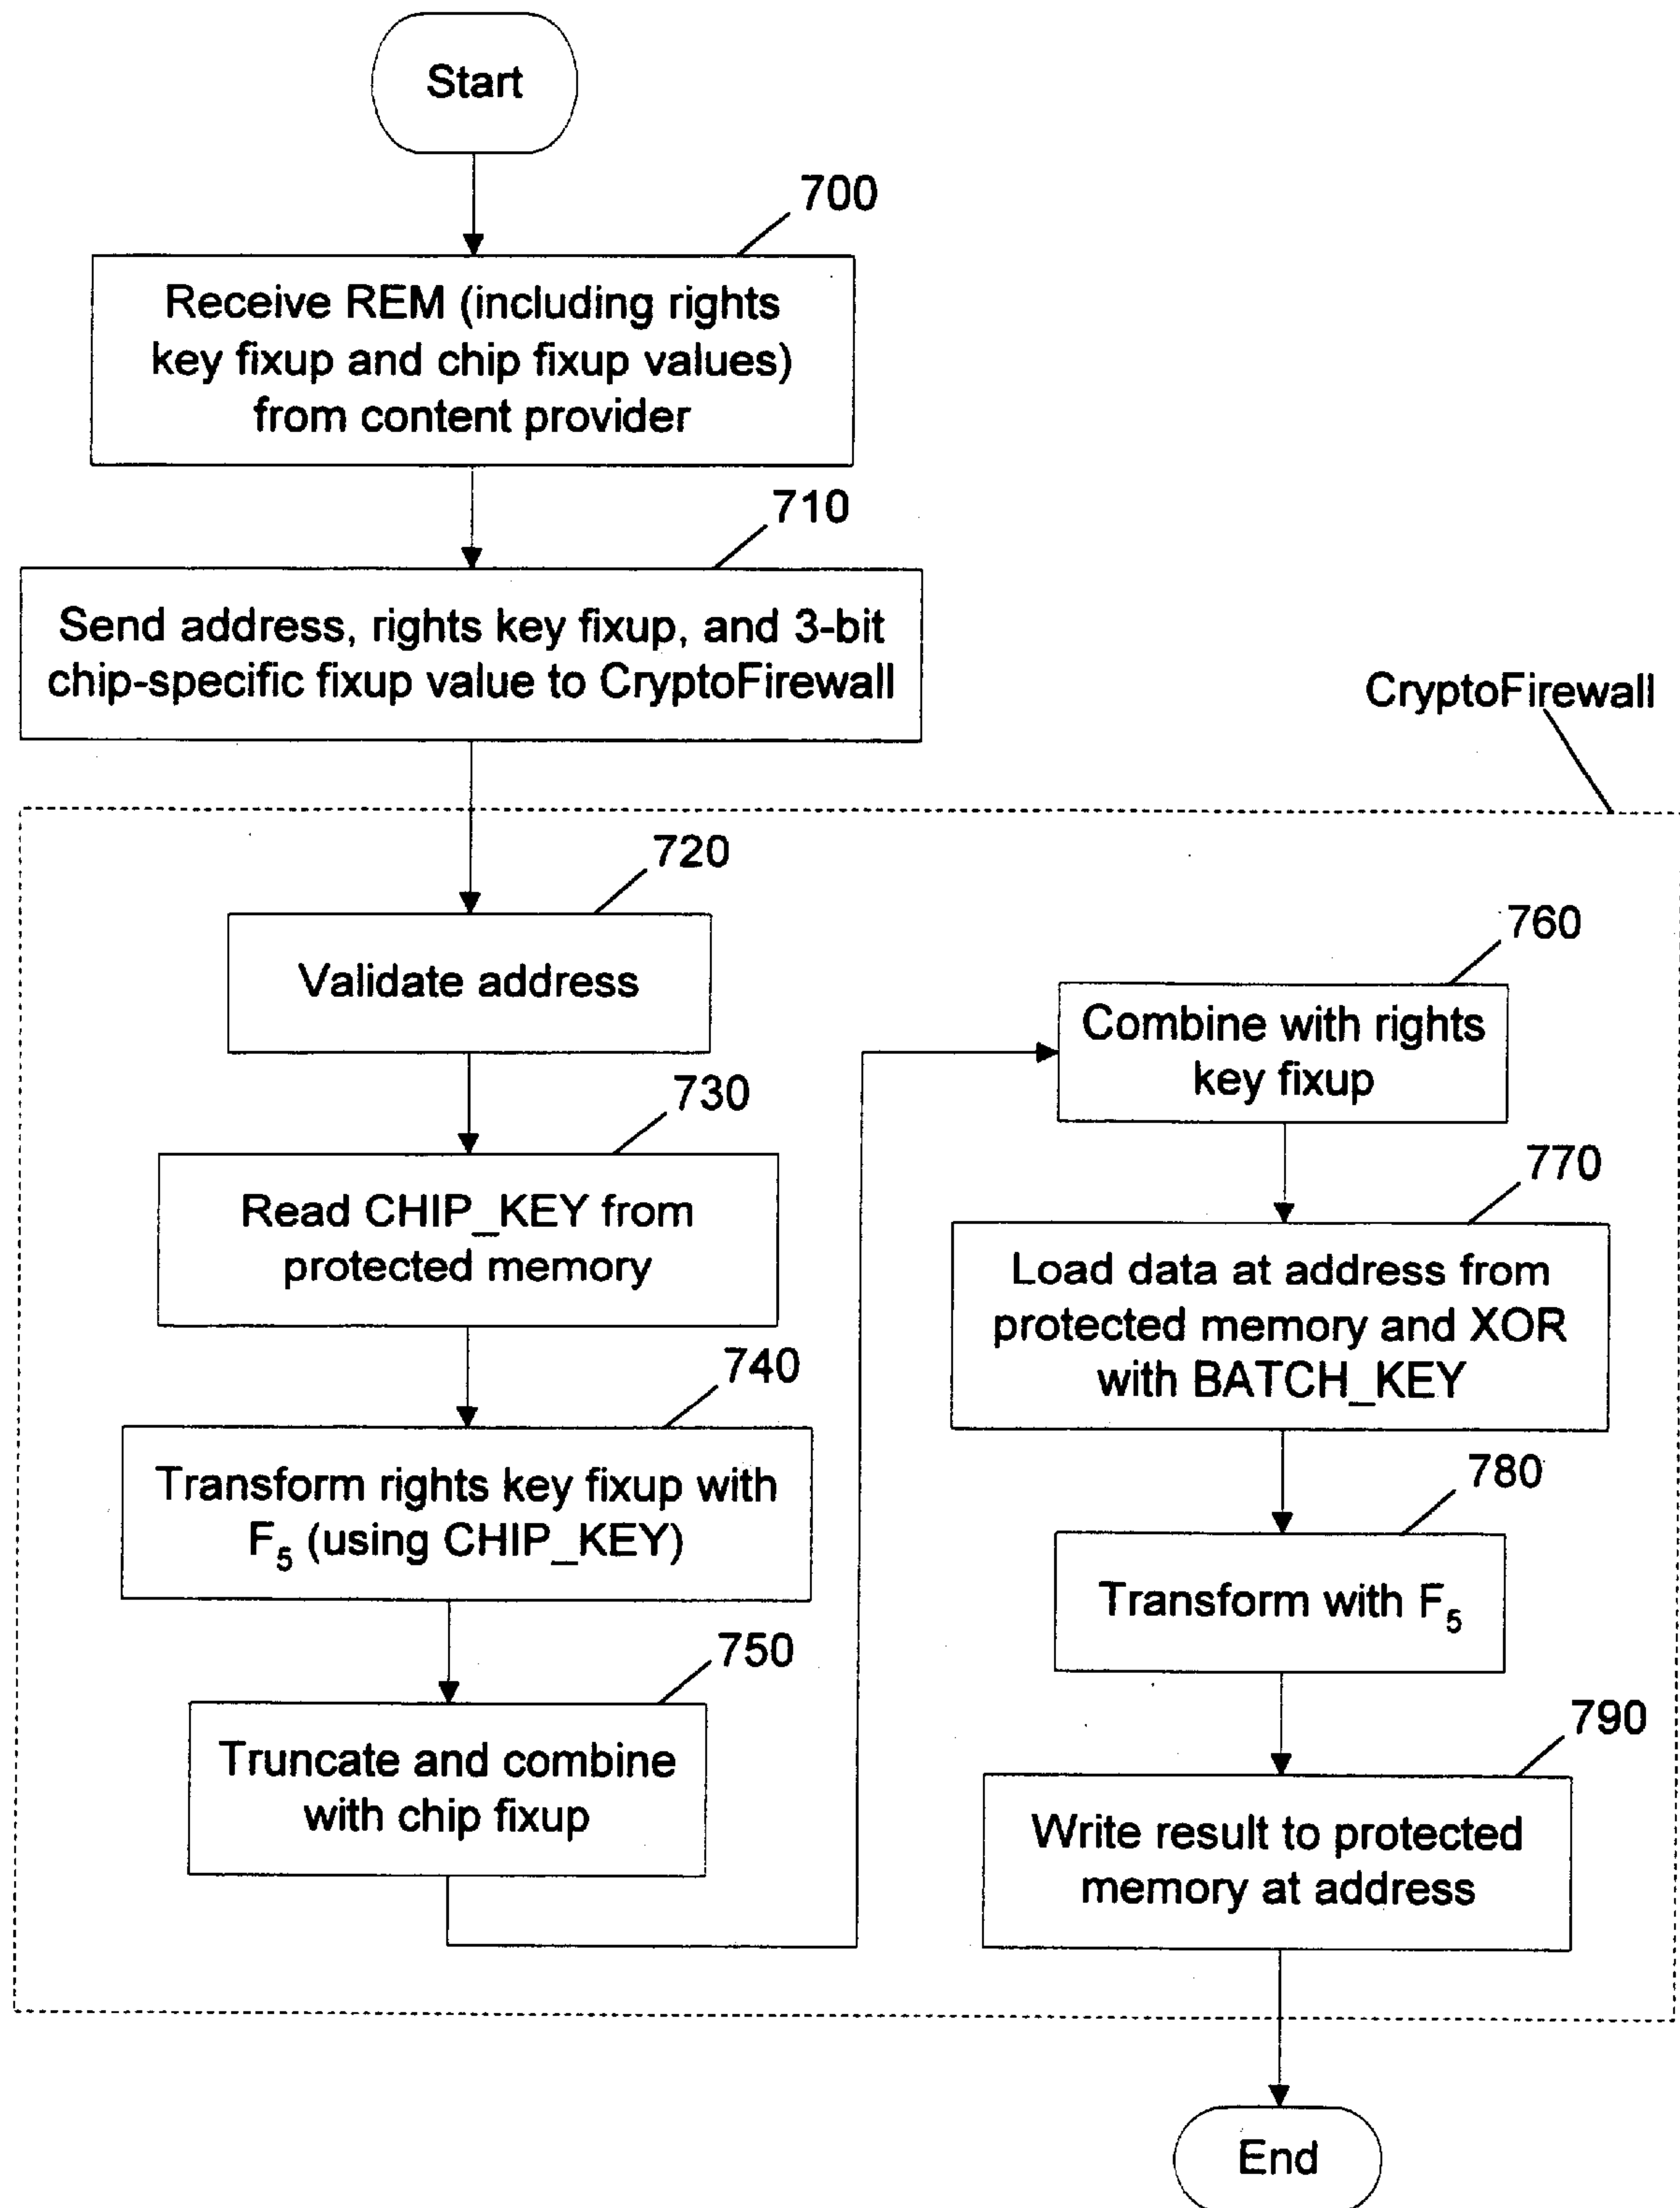 Start
700
Receive REM (including rights
key fixup and chip fixup values)
from content provider
710
Send address, rights key fixup, and 3-bit
chip-specific fixup value to CryptoFirewall
CryptoFirewall
720
Validate address
730
Read CHIP_KEY from
protected memory
740
Transform rights key fixup with
F5 (using CHIP_KEY)
750
Truncate and combine
with chip fixup
760
Combine with rights
key fixup
770
Load data at address from
protected memory and XOR
with BATCH_KEY
780
Transform with F5
790
Write result to protected
memory at address
End